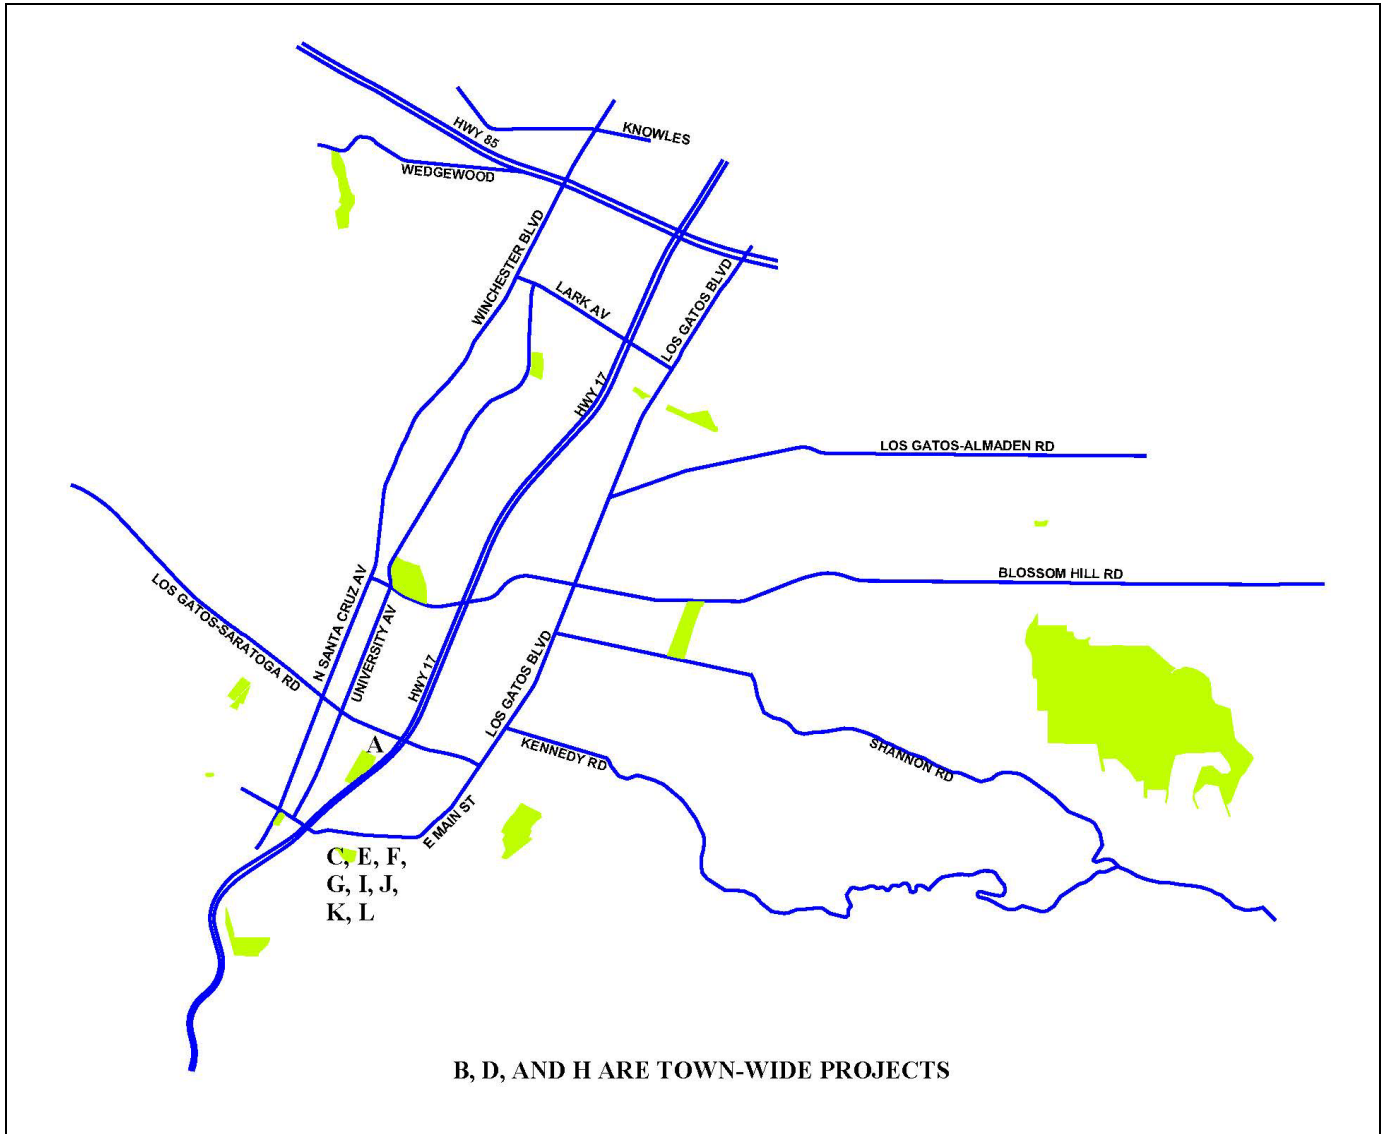 KNOWLES
HWY 85
WEDGEWOOD
WINCHESTER BLVD
LARK AV
LOS GATOS BLVD
HWY 17
LOS GATOS-ALMADEN RD
BLOSSOM HILL RD
LOS GATOS-SARATOGA RD
N SANTA CRUZ AV
UNIVERSITY AV
HWY 17
LOS GATOS BLVD
A
KENNEDY RD
SHANNON RD
E MAIN ST
C, E, F,
G, I, J,
K, L
B, D, AND H ARE TOWN-WIDE PROJECTS